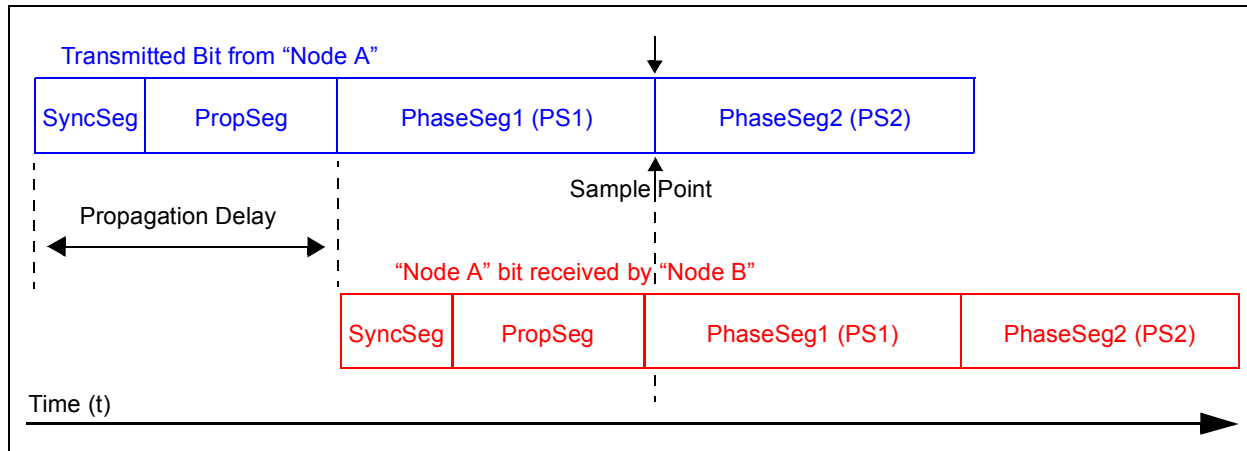 Transmitted Bit from “Node A”
SyncSeg
PropSeg
PhaseSeg1 (PS1)
PhaseSeg2 (PS2)
Sample Point
Propagation Delay
“Node A” bit received by “Node B”
SyncSeg
PropSeg
PhaseSeg1 (PS1)
PhaseSeg2 (PS2)
Time (t)